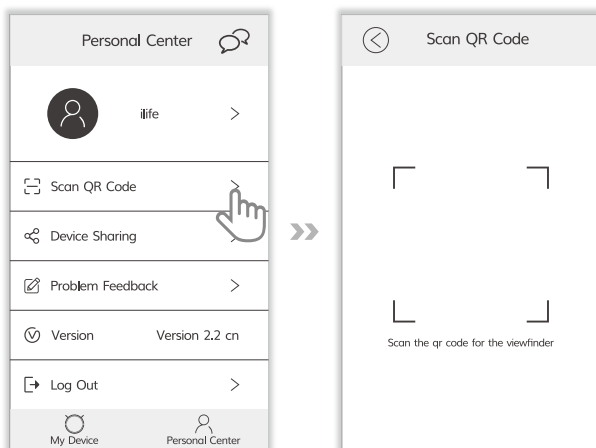 Personal Center
ilife
Scan QR Code
Device Sharing
Problem Feedback
Version Version 2.2 cn
Log Out
My Device Personal Center
Scan QR Code
Scan the qr code for the viewfinder